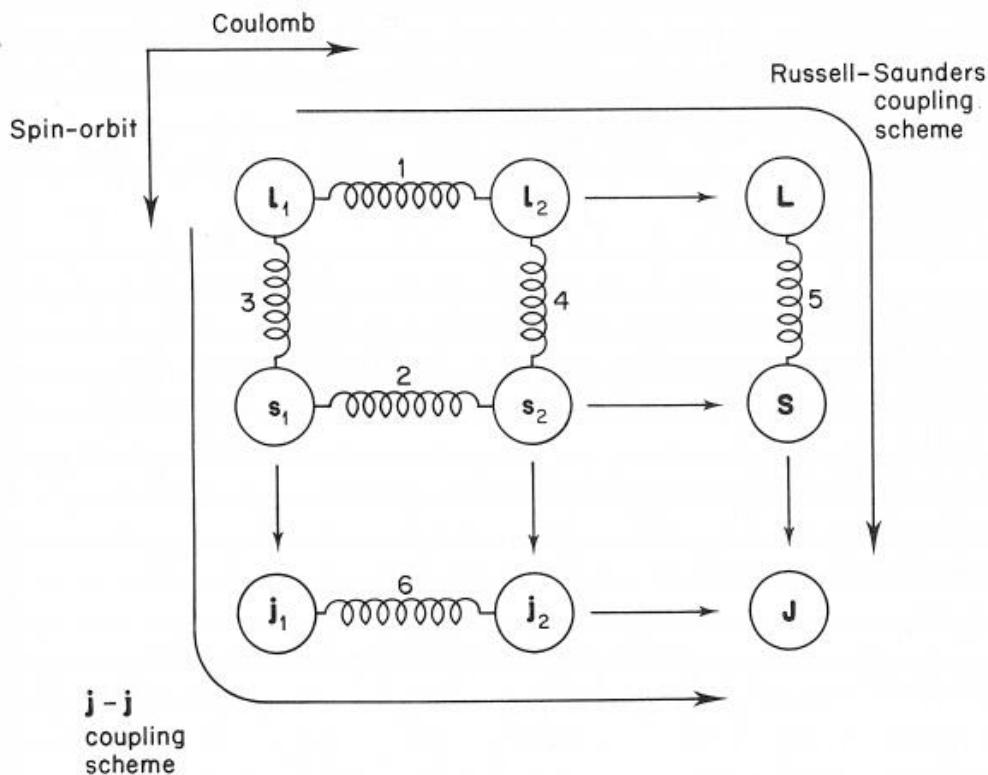 Coulomb
Spin-orbit
Russell-Saunders
coupling
scheme
l₁ 1 l₂ L
3 4 5
s₁ 2 s₂ S
j₁ 6 j₂ J
j-j
coupling
scheme